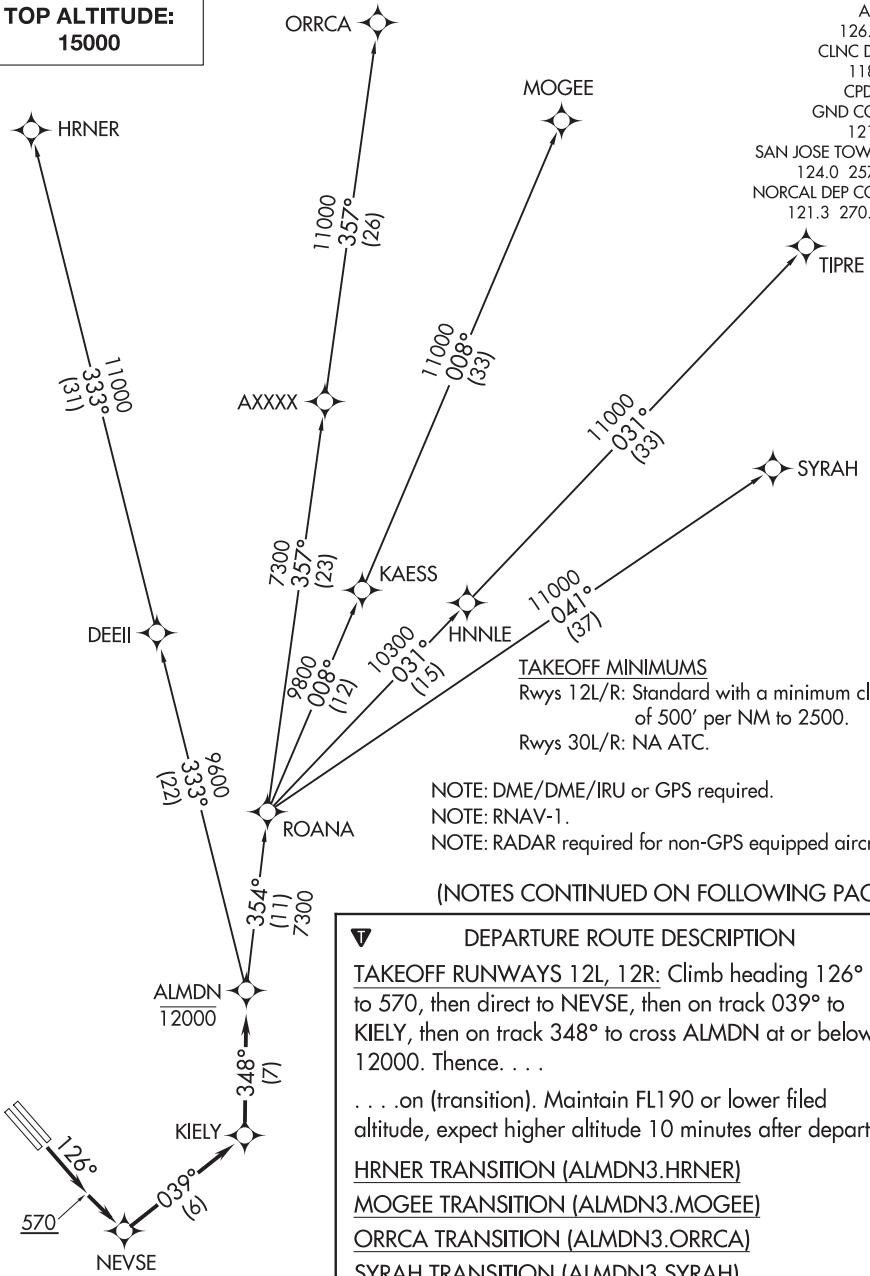 TOP ALTITUDE:
15000
ORRCA
126.
CLNC D
118
CPD
GND CO
121
SAN JOSE TOW
124.0 257
NORCAL DEP CO
121.3 270.
MOGEE
HRNER
TIPRE
11000
357°
(26)
11000
008°
(33)
11000
333°
(31)
AXXXX
11000
031°
(33)
SYRAH
7300
357°
(23)
KAESS
HNNLE
11000
041°
(37)
DEEII
9800
008°
(12)
10300
031°
(15)
TAKEOFF MINIMUMS
Rwys 12L/R: Standard with a minimum cl
of 500' per NM to 2500.
Rwys 30L/R: NA ATC.
9600
333°
(22)
NOTE: DME/DME/IRU or GPS required.
NOTE: RNAV-1.
NOTE: RADAR required for non-GPS equipped aircr
ROANA
354°
(11)
7300
(NOTES CONTINUED ON FOLLOWING PAG
ALMDN
12000
T
DEPARTURE ROUTE DESCRIPTION
TAKEOFF RUNWAYS 12L, 12R: Climb heading 126°
to 570, then direct to NEVSE, then on track 039° to
KIELY, then on track 348° to cross ALMDN at or below
12000. Thence. . . .
. . . .on (transition). Maintain FL190 or lower filed
altitude, expect higher altitude 10 minutes after depart
HRNER TRANSITION (ALMDN3.HRNER)
MOGEE TRANSITION (ALMDN3.MOGEE)
ORRCA TRANSITION (ALMDN3.ORRCA)
SYRAH TRANSITION (ALMDN3.SYRAH)
348°
(7)
KIELY
126°
039°
(6)
570
NEVSE